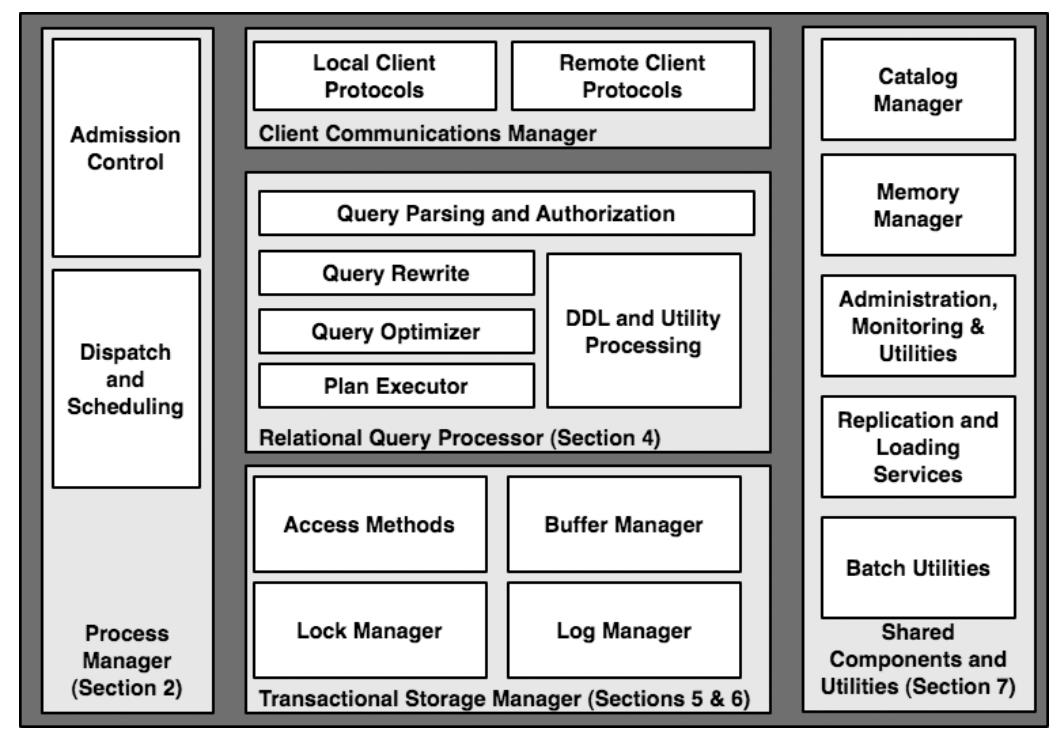 Admission
Control
Dispatch
and
Scheduling
Process
Manager
(Section 2)
Local Client
Protocols
Remote Client
Protocols
Client Communications Manager
Query Parsing and Authorization
Query Rewrite
Query Optimizer
Plan Executor
DDL and Utility
Processing
Relational Query Processor (Section 4)
Access Methods
Buffer Manager
Lock Manager
Log Manager
Transactional Storage Manager (Sections 5 & 6)
Catalog
Manager
Memory
Manager
Administration,
Monitoring &
Utilities
Replication and
Loading
Services
Batch Utilities
Shared
Components and
Utilities (Section 7)